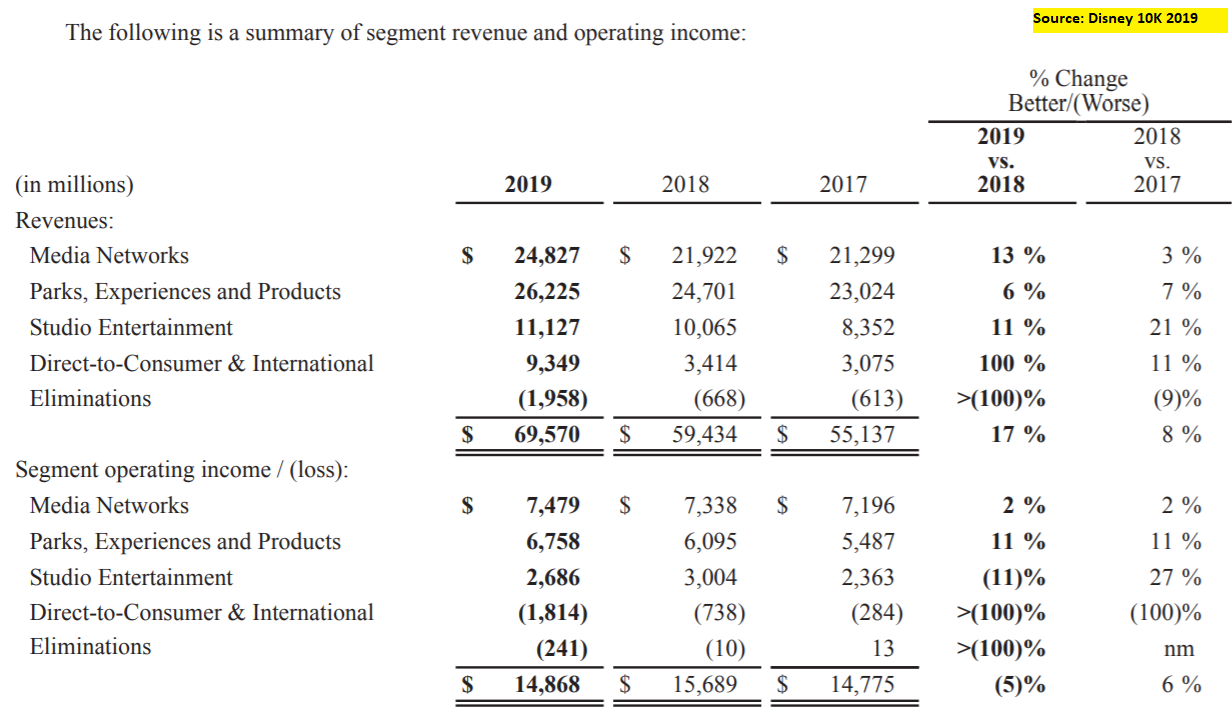 Source: Disney 10K 2019
The following is a summary of segment revenue and operating income:
% Change
Better/(Worse)
2019 2018
vs. vs.
(in millions) 2019 2018 2017 2018 2017
Revenues:
Media Networks $ 24,827 $ 21,922 $ 21,299 13 % 3 %
Parks, Experiences and Products 26,225 24,701 23,024 6 % 7 %
Studio Entertainment 11,127 10,065 8,352 11 % 21 %
Direct-to-Consumer & International 9,349 3,414 3,075 100 % 11 %
Eliminations (1,958) (668) (613) >(100)% (9)%
$ 69,570 $ 59,434 $ 55,137 17 % 8 %
Segment operating income / (loss):
Media Networks $ 7,479 $ 7,338 $ 7,196 2 % 2 %
Parks, Experiences and Products 6,758 6,095 5,487 11 % 11 %
Studio Entertainment 2,686 3,004 2,363 (11)% 27 %
Direct-to-Consumer & International (1,814) (738) (284) >(100)% (100)%
Eliminations (241) (10) 13 >(100)% nm
$ 14,868 $ 15,689 $ 14,775 (5)% 6 %